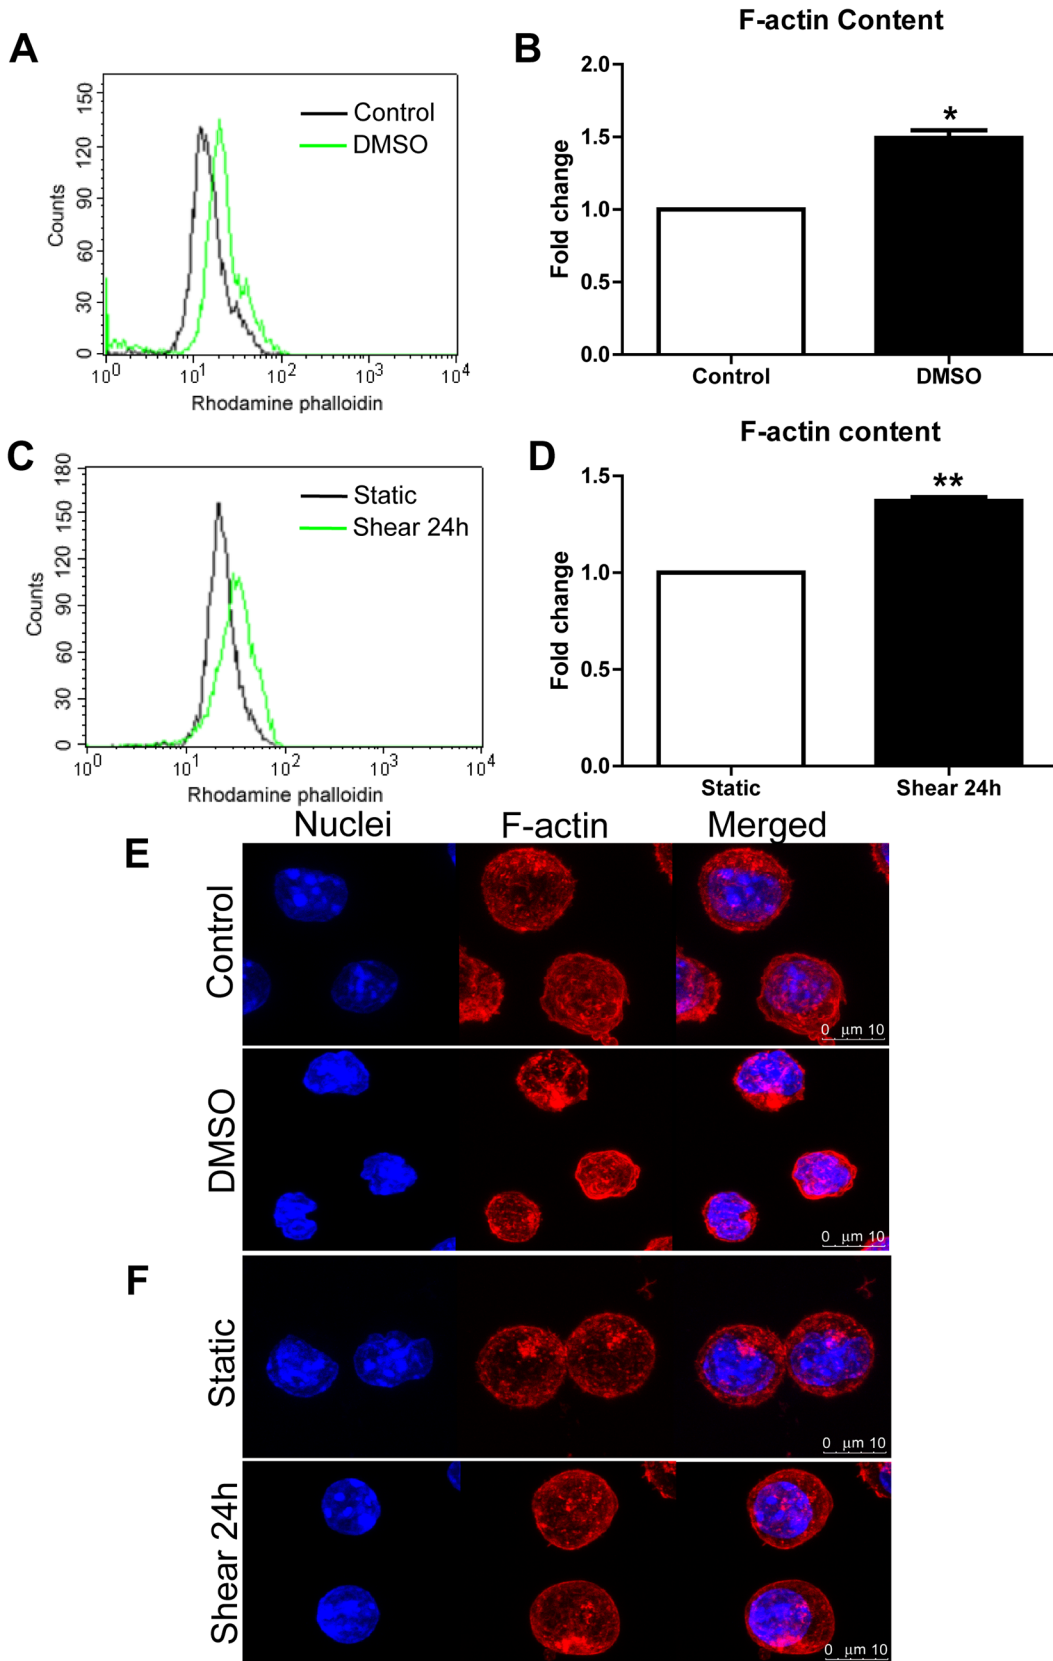 A
150
120
90
60
30
0
Counts
Control
DMSO
10^0 10^1 10^2 10^3 10^4
Rhodamine phalloidin
B
F-actin Content
2.0
1.5
1.0
0.5
0.0
Fold change
*
Control DMSO
C
180
150
120
90
60
30
0
Counts
Static
Shear 24h
10^0 10^1 10^2 10^3 10^4
Rhodamine phalloidin
D
F-actin content
1.5
1.0
0.5
0.0
Fold change
**
Static Shear 24h
E
Nuclei F-actin Merged
Control
0 μm 10
DMSO
0 μm 10
F
Static
0 μm 10
Shear 24h
0 μm 10